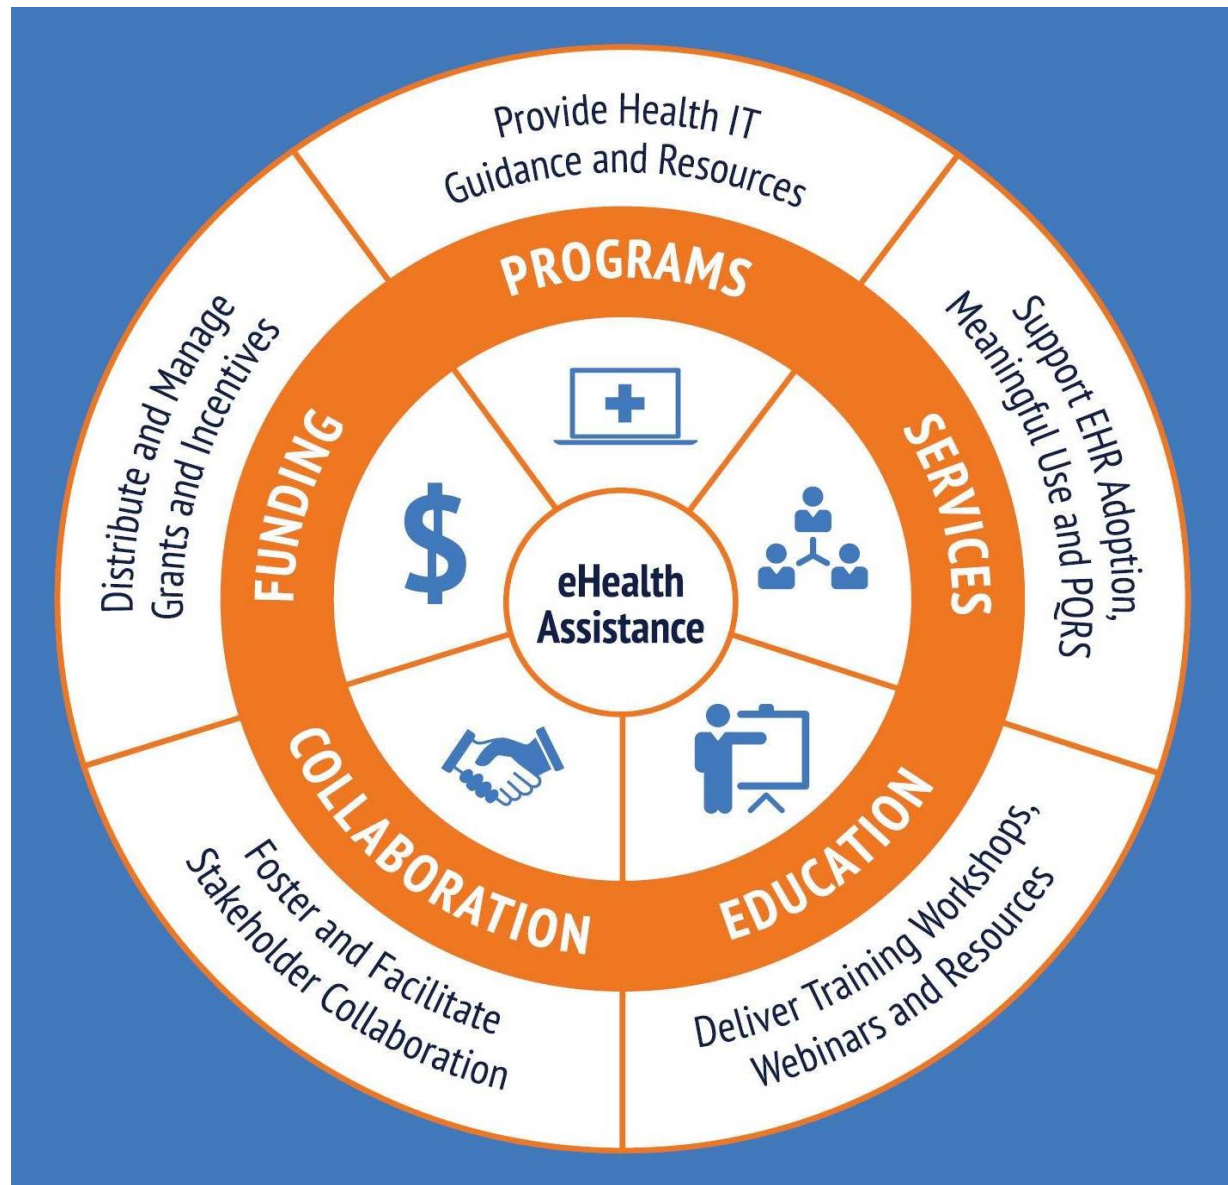 Provide Health IT
Guidance and Resources
PROGRAMS
Support EHR Adoption,
Meaningful Use and PQRS
SERVICES
Deliver Training Workshops,
Webinars and Resources
EDUCATION
Foster and Facilitate
Stakeholder Collaboration
COLLABORATION
Distribute and Manage
Grants and Incentives
FUNDING
$
eHealth
Assistance